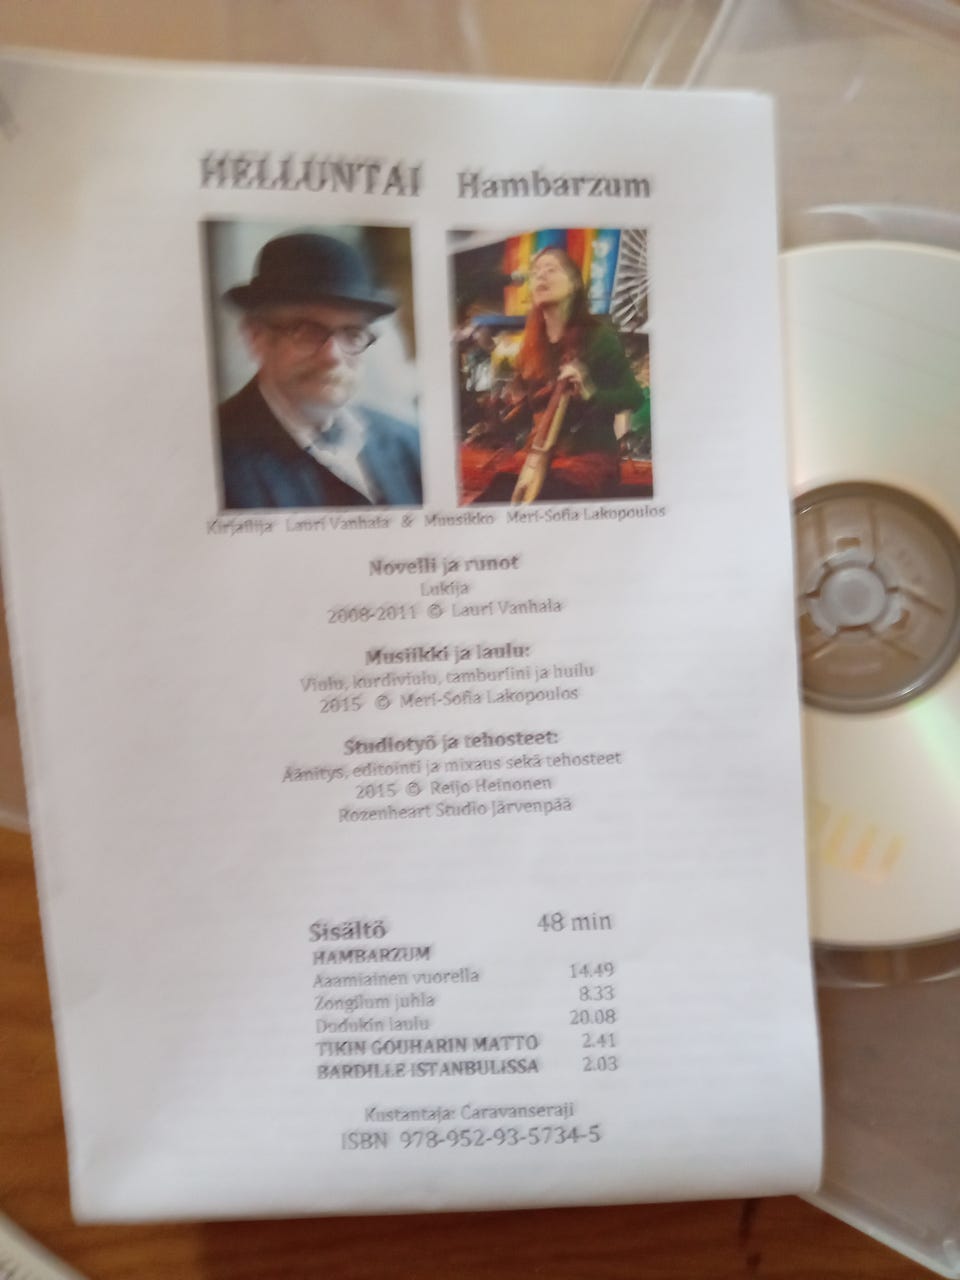 HELLUNTAI Hambarzum
Kirjailija Lauri Vanhala & Muusikko Meri-Sofia Lakopoulos
Novelli ja runot
Lukija
2008-2011 © Lauri Vanhala
Musiikki ja laulu:
Viulu, kurdiviulu, tamburiini ja huilu
2015 © Meri-Sofia Lakopoulos
Studiotyö ja tehosteet:
Äänitys, editointi ja mixaus sekä tehosteet
2015 © Reijo Heinonen
Rozenheart Studio Järvenpää
Sisältö 48 min
HAMBARZUM
Aaamiainen vuorella 14.49
Zongilum juhla 8.33
Dudukin laulu 20.08
TIKIN GOUHARIN MATTO 2.41
BARDILLE ISTANBULISSA 2.03
Kustantaja: Caravanseraji
ISBN 978-952-93-5734-5